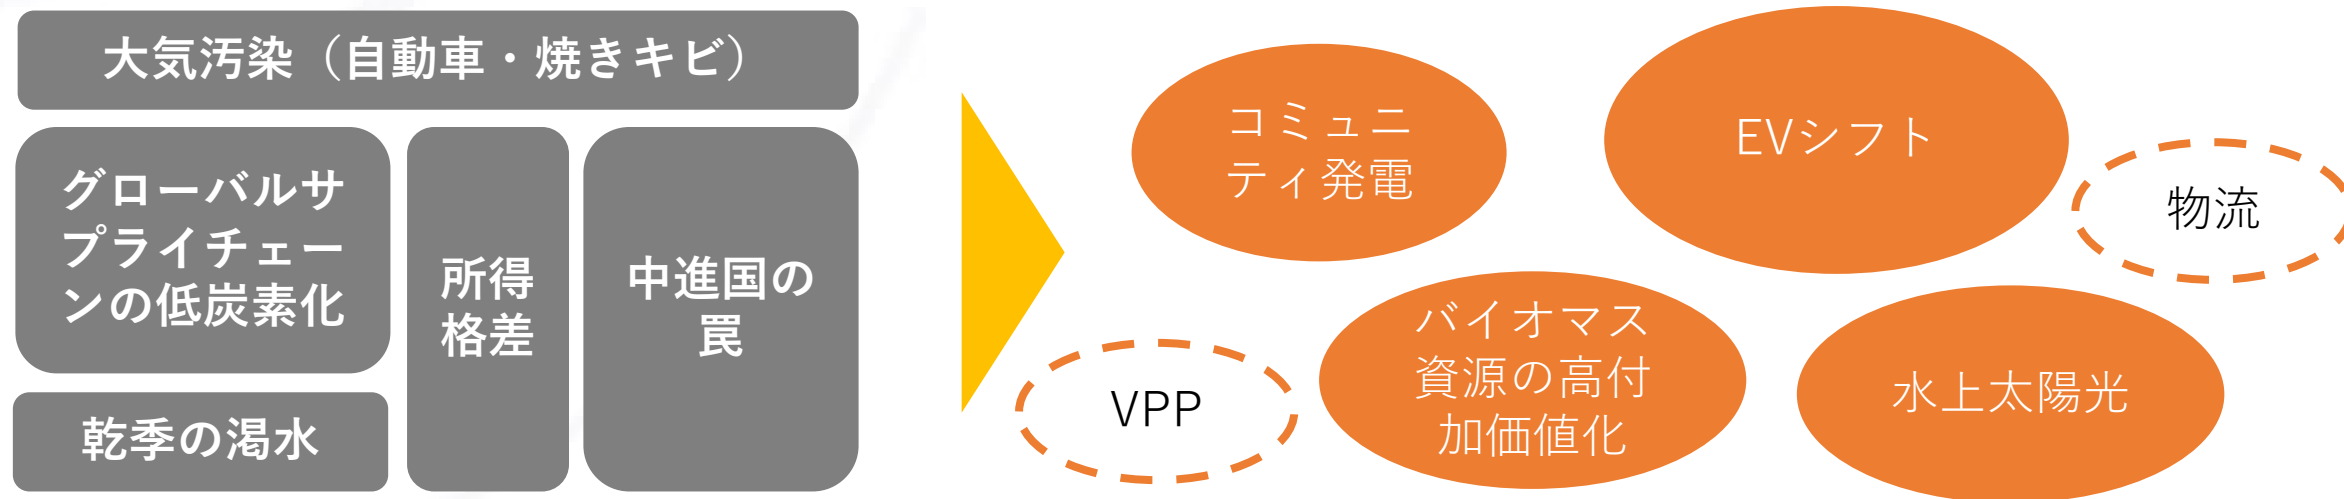 大気汚染（自動車・焼きキビ）
グローバルサ
プライチェー
ンの低炭素化
乾季の渇水
所得
格差
中進国の
罠
コミュニ
ティ発電
EVシフト
物流
VPP
バイオマス
資源の高付
加価値化
水上太陽光